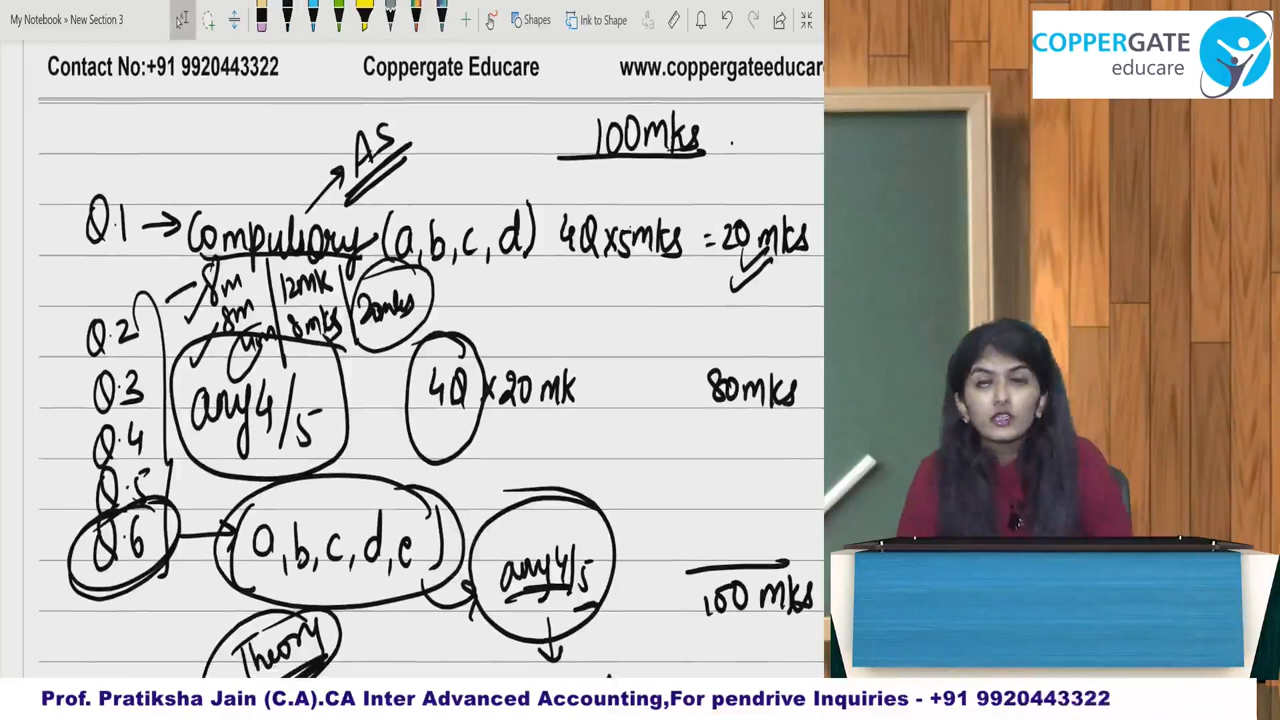 My Notebook » New Section 3
Shapes
Ink to Shape
COPPERGATE
educare
Contact No:+91 9920443322
Coppergate Educare
www.coppergateeducar
100mks
AS
Q.1 → Compulsory (a, b, c, d) 4Q x 5mks = 20 mks
8m 12mk
8m 8mks 20mks
4m
Q.2
Q.3 any 4/5 4Q x 20 mk 80mks
Q.4
Q.5
Q.6 a, b, c, d, e any 4/5
100 mks
Theory
Prof. Pratiksha Jain (C.A).CA Inter Advanced Accounting,For pendrive Inquiries - +91 9920443322